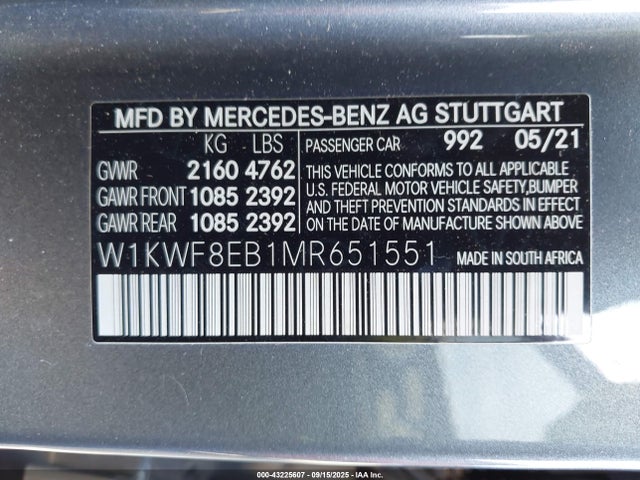 MFD BY MERCEDES-BENZ AG STUTTGART
KG LBS PASSENGER CAR 992 05/21
GVWR 2160 4762 THIS VEHICLE CONFORMS TO ALL APPLICABLE
GAWR FRONT 1085 2392 U.S. FEDERAL MOTOR VEHICLE SAFETY,BUMPER
AND THEFT PREVENTION STANDARDS IN EFFECT
GAWR REAR 1085 2392 ON THE DATE OF MANUFACTURE SHOWN ABOVE.
W1KWF8EB1MR651551 MADE IN SOUTH AFRICA
000-43225607 - 09/15/2025 - IAA Inc.